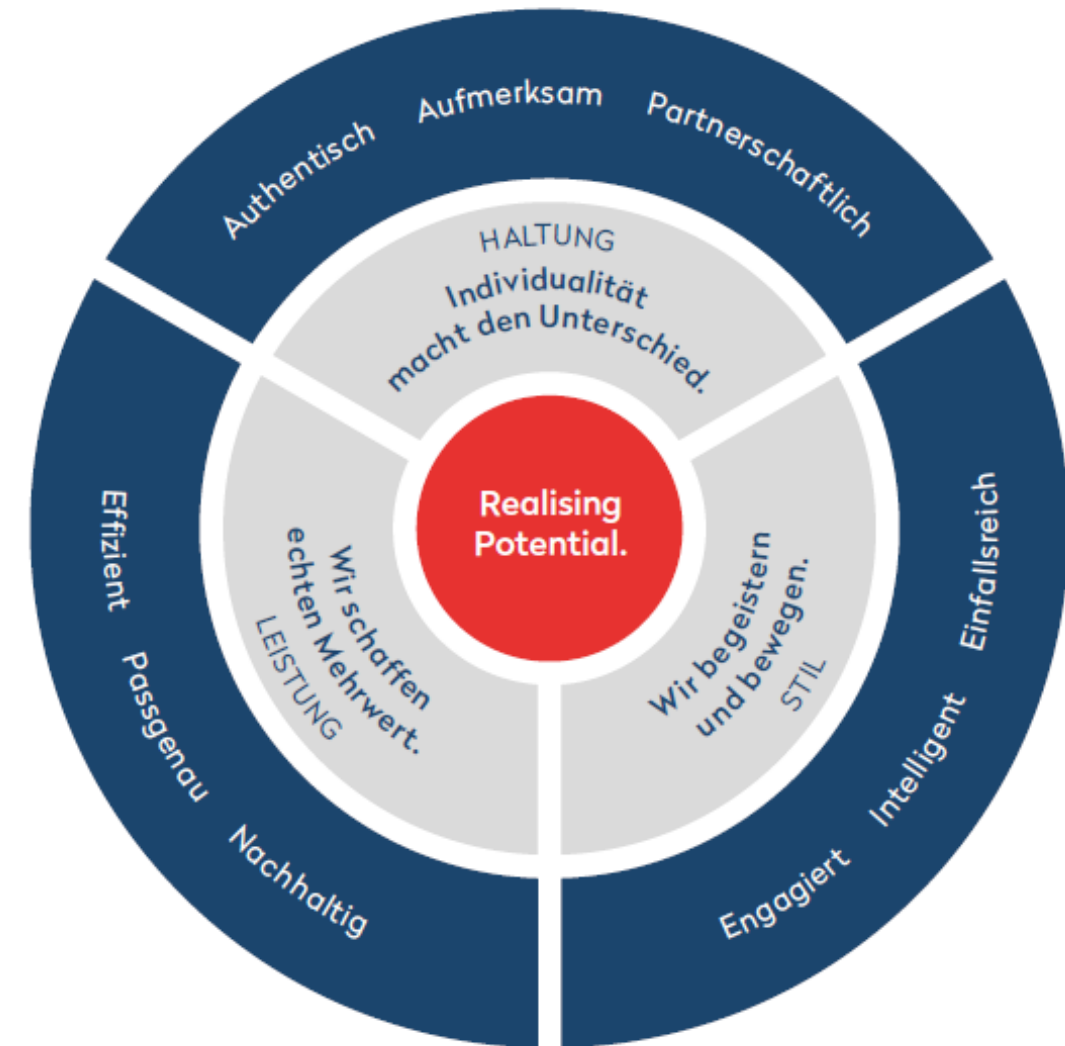 Authentisch
Aufmerksam
Partnerschaftlich
HALTUNG
Individualität
macht den Unterschied.
Realising
Potential.
Effizient
Passgenau
Nachhaltig
Wir schaffen
echten Mehrwert.
LEISTUNG
Wir begeistern
und bewegen.
STIL
Einfallsreich
Intelligent
Engagiert